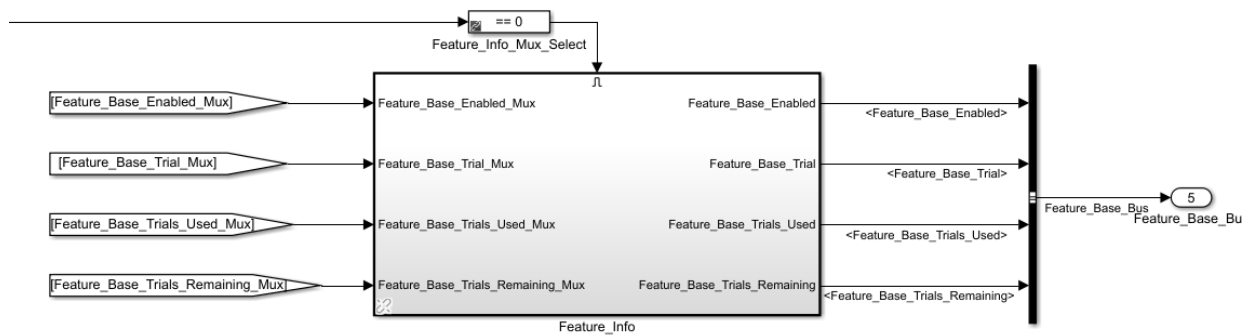 == 0
Feature_Info_Mux_Select
[Feature_Base_Enabled_Mux]
Feature_Base_Enabled_Mux
Feature_Base_Enabled
<Feature_Base_Enabled>
[Feature_Base_Trial_Mux]
Feature_Base_Trial_Mux
Feature_Base_Trial
<Feature_Base_Trial>
5
Feature_Base_Bus
Feature_Base_Bu
[Feature_Base_Trials_Used_Mux]
Feature_Base_Trials_Used_Mux
Feature_Base_Trials_Used
<Feature_Base_Trials_Used>
[Feature_Base_Trials_Remaining_Mux]
Feature_Base_Trials_Remaining_Mux
Feature_Base_Trials_Remaining
<Feature_Base_Trials_Remaining>
Feature_Info